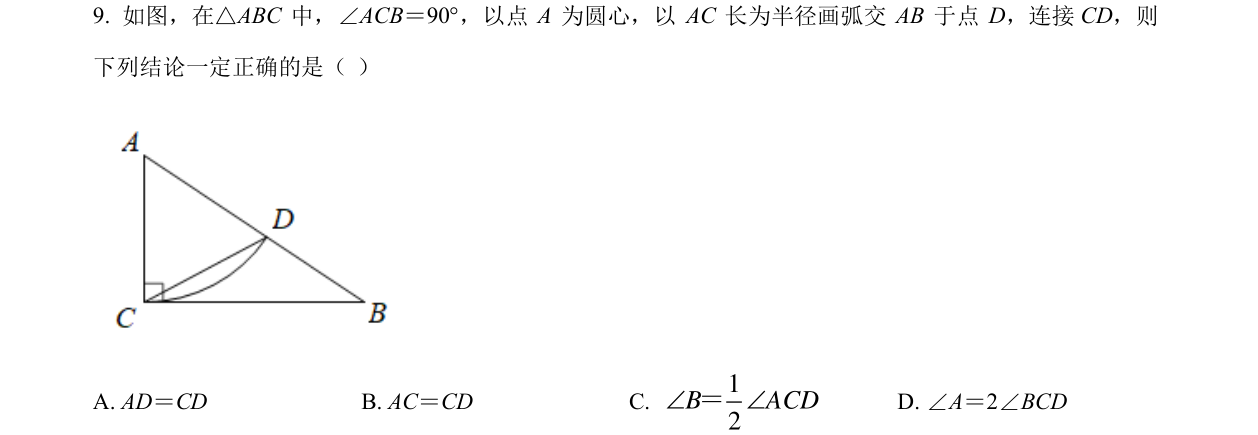 9. 如图，在△ABC 中，∠ACB＝90°，以点 A 为圆心，以 AC 长为半径画弧交 AB 于点 D，连接 CD，则
下列结论一定正确的是（ ）
A
D
C
B
A. AD＝CD B. AC＝CD C. ∠B＝\frac{1}{2}∠ACD D. ∠A＝2∠BCD